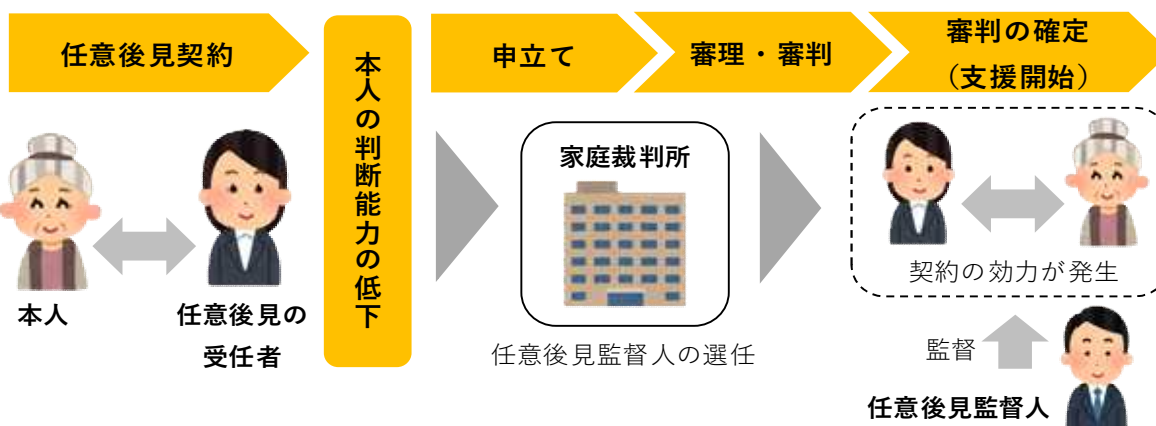 任意後見契約
本人の判断能力の低下
申立て
審理・審判
審判の確定
（支援開始）
本人
任意後見の
受任者
家庭裁判所
任意後見監督人の選任
契約の効力が発生
監督
任意後見監督人